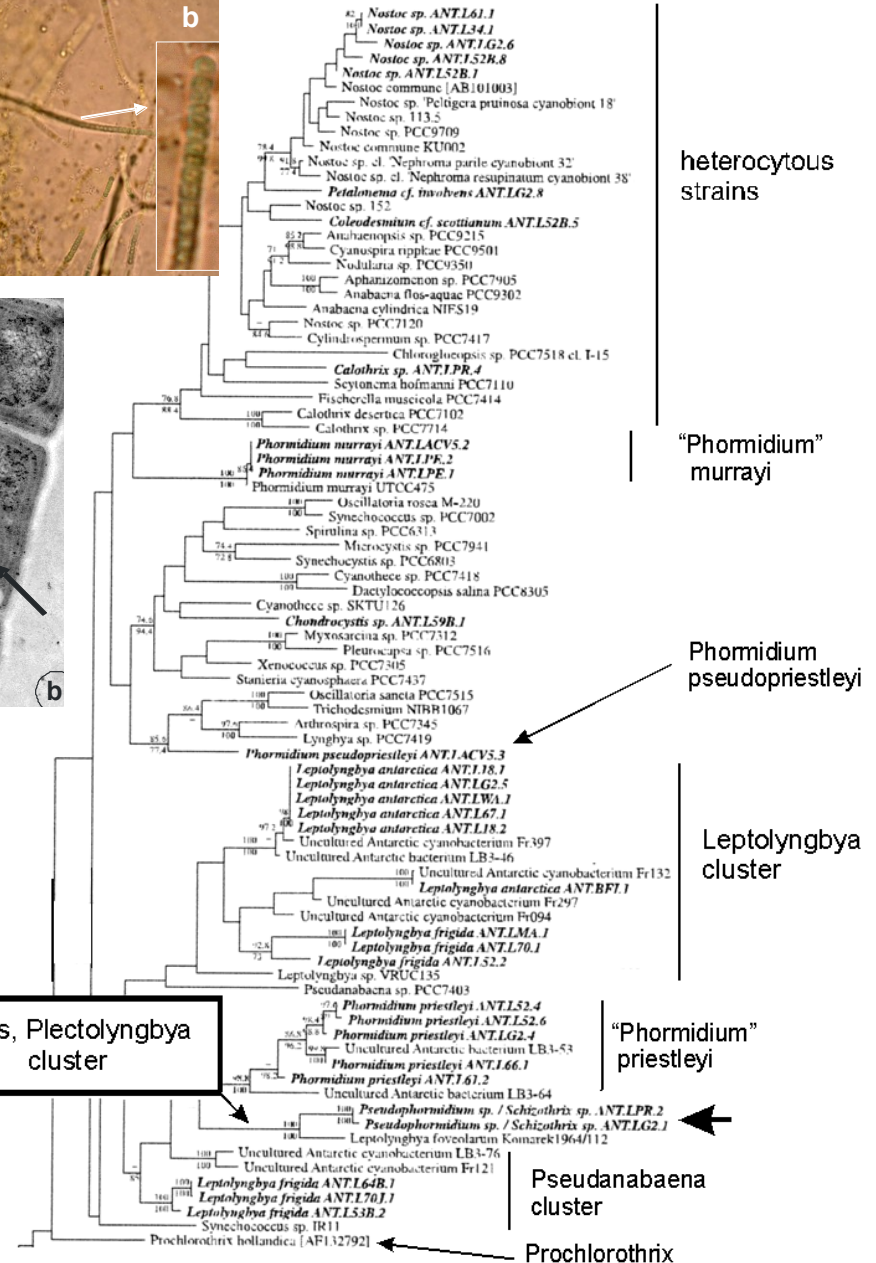 b
b
Nostoc sp. ANT.L61.1
Nostoc sp. ANT.L34.1
Nostoc sp. ANT.LG2.6
Nostoc sp. ANT.L52B.8
Nostoc sp. ANT.L52B.1
Nostoc commune [AB101003]
Nostoc sp. 'Peltigera pruinosa cyanobiont 18'
Nostoc sp. 113.5
Nostoc sp. PCC9709
Nostoc commune KU002
Nostoc sp. cl. 'Nephroma parile cyanobiont 32'
Nostoc sp. cl. 'Nephroma resupinatum cyanobiont 38'
Petalonema cf. involvens ANT.LG2.8
Nostoc sp. 152
Coleodesmium cf. scottianum ANT.L52B.5
Anabaenopsis sp. PCC9215
Cyanospira rippkae PCC9501
Nodularia sp. PCC9350
Aphanizomenon sp. PCC7905
Anabaena flos-aquae PCC9302
Anabaena cylindrica NIES19
Nostoc sp. PCC7120
Cylindrospermum sp. PCC7417
Chlorogloeopsis sp. PCC7518 cl. T-15
Calothrix sp. ANT.LPR.4
Scytonema hofmanni PCC7110
Fischerella muscicola PCC7414
Calothrix desertica PCC7102
Calothrix sp. PCC7714
heterocytous
strains
Phormidium murrayi ANT.LACV5.2
Phormidium murrayi ANT.LPE.2
Phormidium murrayi ANT.LPE.1
Phormidium murrayi UTCC475
"Phormidium"
murrayi
Oscillatoria rosea M-220
Synechococcus sp. PCC7002
Spirulina sp. PCC6313
Microcystis sp. PCC7941
Synechocystis sp. PCC6803
Cyanothece sp. PCC7418
Dactylococcopsis salina PCC8305
Cyanothece sp. SKTU126
Chondrocystis sp. ANT.L59B.1
Myxosarcina sp. PCC7312
Pleurocapsa sp. PCC7516
Xenococcus sp. PCC7305
Stanieria cyanosphaera PCC7437
Oscillatoria sancta PCC7515
Trichodesmium NIBB1067
Arthrospira sp. PCC7345
Lyngbya sp. PCC7419
Phormidium pseudopriestleyi ANT.LACV5.3
Phormidium
pseudopriestleyi
Leptolyngbya antarctica ANT.L18.1
Leptolyngbya antarctica ANT.LG2.5
Leptolyngbya antarctica ANT.LWA.1
Leptolyngbya antarctica ANT.L67.1
Leptolyngbya antarctica ANT.L18.2
Uncultured Antarctic cyanobacterium Fr397
Uncultured Antarctic bacterium LB3-46
Uncultured Antarctic cyanobacterium Fr132
Leptolyngbya antarctica ANT.BFI.1
Uncultured Antarctic cyanobacterium Fr297
Uncultured Antarctic cyanobacterium Fr094
Leptolyngbya frigida ANT.LMA.1
Leptolyngbya frigida ANT.L70.1
Leptolyngbya frigida ANT.L52.2
Leptolyngbya sp. VRUC135
Pseudanabaena sp. PCC7403
Leptolyngbya
cluster
Phormidium priestleyi ANT.L52.4
Phormidium priestleyi ANT.L52.6
Phormidium priestleyi ANT.LG2.4
Uncultured Antarctic bacterium LB3-53
Phormidium priestleyi ANT.L66.1
Phormidium priestleyi ANT.L61.2
Uncultured Antarctic bacterium LB3-64
"Phormidium"
priestleyi
s, Plectolyngbya
cluster
Pseudophormidium sp. / Schizothrix sp. ANT.LPR.2
Pseudophormidium sp. / Schizothrix sp. ANT.LG2.1
Leptolyngbya foveolarum Komarek1964/112
Uncultured Antarctic bacterium LB3-76
Uncultured Antarctic cyanobacterium Fr121
Leptolyngbya frigida ANT.L64B.1
Leptolyngbya frigida ANT.L70J.1
Leptolyngbya frigida ANT.L53B.2
Pseudanabaena
cluster
Synechococcus sp. IR11
Prochlorothrix hollandica [AF132792]
Prochlorothrix